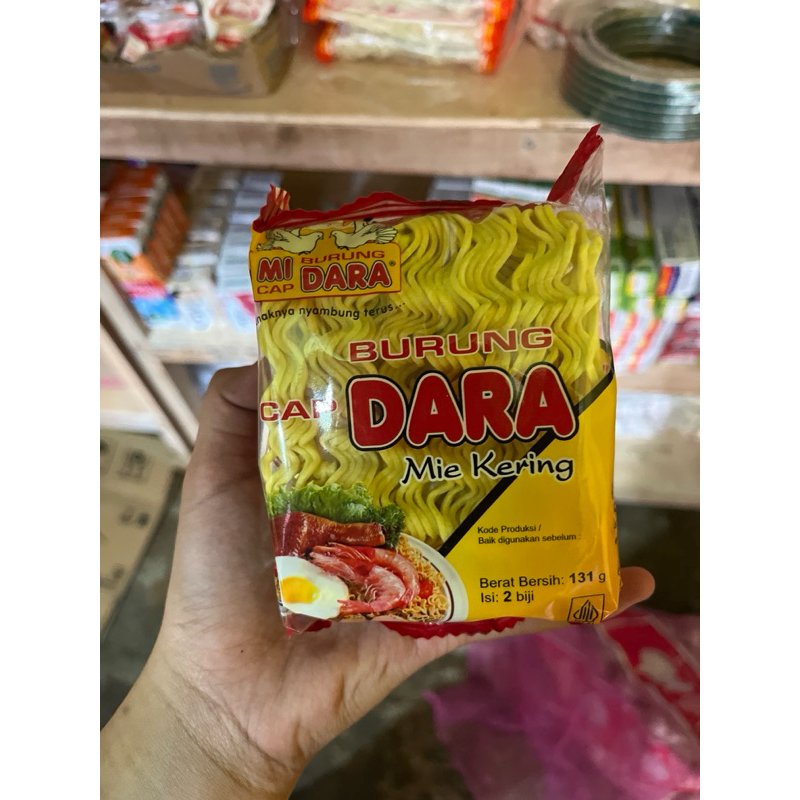 MI BURUNG
CAP DARA®
naknya nyambung terus...
BURUNG
CAP DARA
Mie Kering
Kode Produksi /
Baik digunakan sebelum :
Berat Bersih: 131 g
Isi: 2 biji